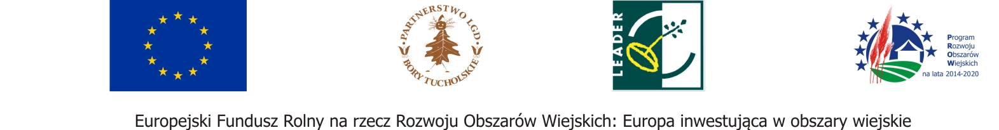 PARTNERSTWO LGD
BORY TUCHOLSKIE
LEADER
Program
Rozwoju
Obszarów
Wiejskich
na lata 2014-2020
Europejski Fundusz Rolny na rzecz Rozwoju Obszarów Wiejskich: Europa inwestująca w obszary wiejskie